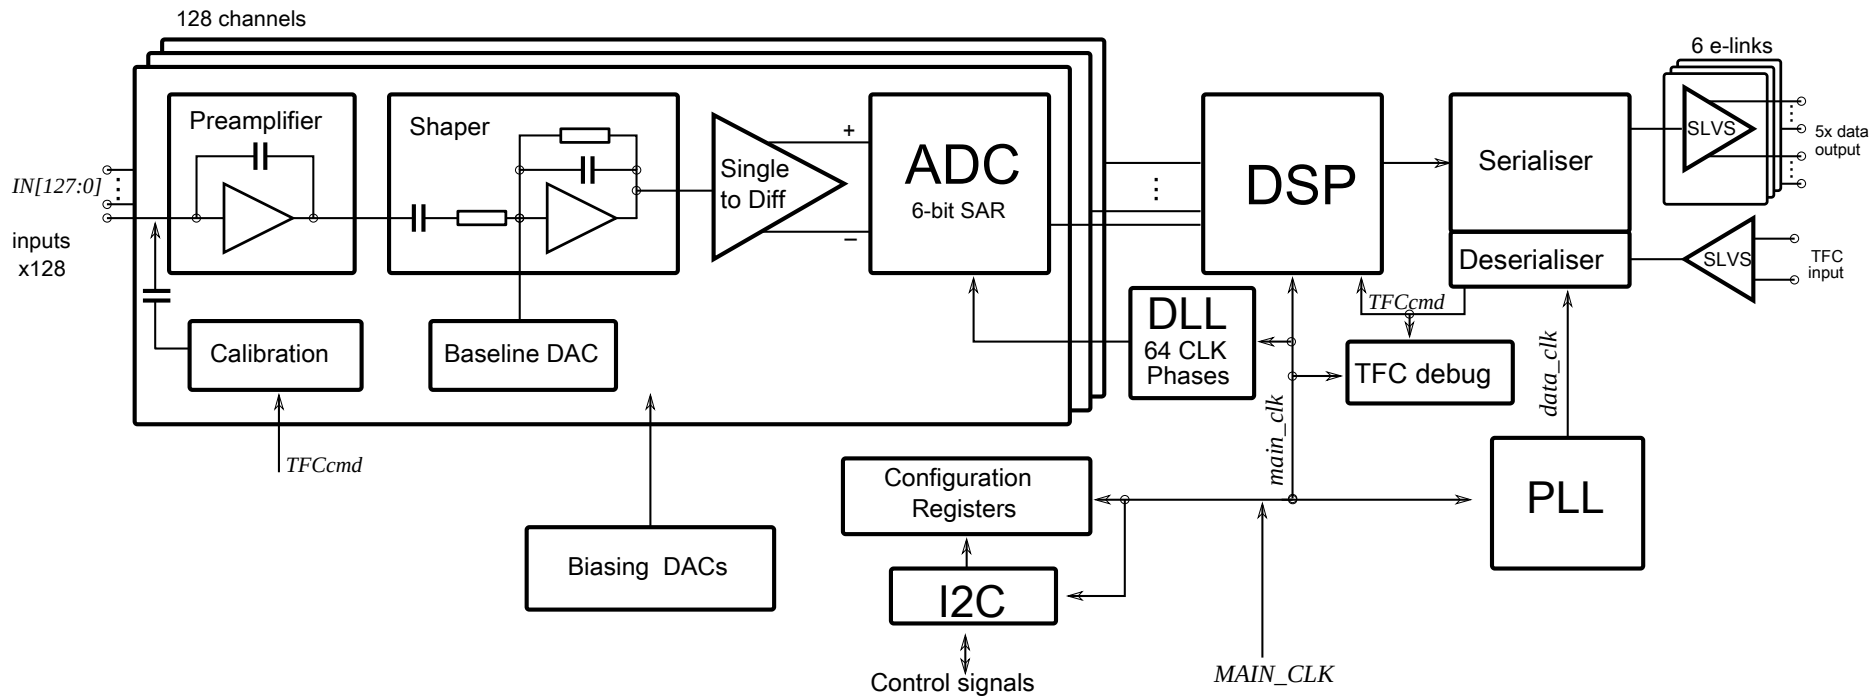 128 channels
6 e-links
Preamplifier
Shaper
+
Single
to Diff
−
ADC
6-bit SAR
DSP
Serialiser
SLVS
5x data
output
IN[127:0]
inputs
x128
Deserialiser
SLVS
TFC
input
Calibration
Baseline DAC
DLL
64 CLK
Phases
TFCcmd
TFC debug
data_clk
main_clk
TFCcmd
Configuration
Registers
PLL
Biasing DACs
I2C
Control signals
MAIN_CLK